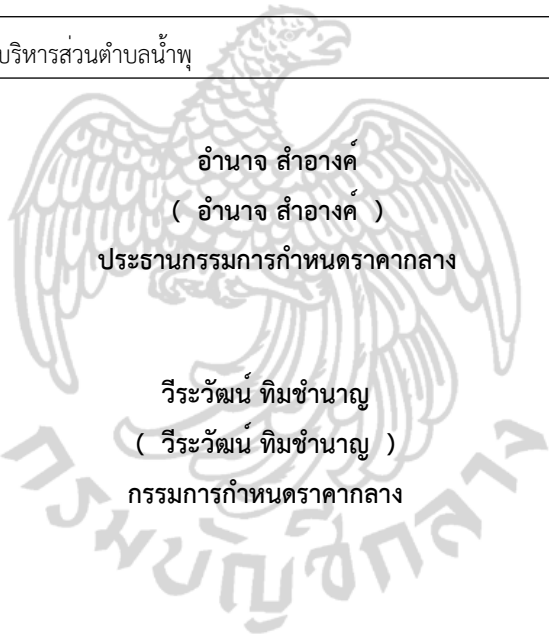 บริหารส่วนตำบลน้ำพุ
อำนาจ สำอางค์
( อำนาจ สำอางค์ )
ประธานกรรมการกำหนดราคากลาง
วีระวัฒน์ ทิมชำนาญ
( วีระวัฒน์ ทิมชำนาญ )
กรรมการกำหนดราคากลาง
กรมบัญชีกลาง